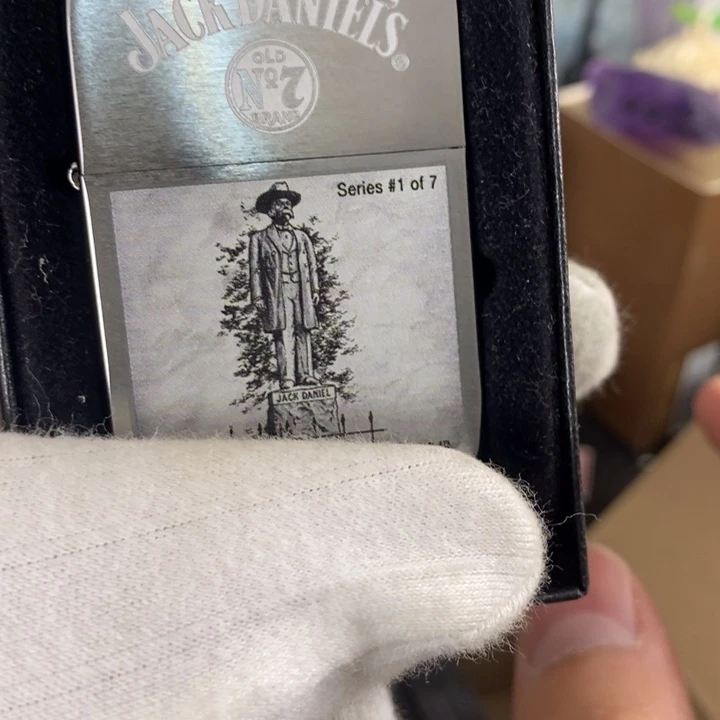 JACK DANIEL'S®
OLD
Nº 7
BRAND
Series #1 of 7
JACK DANIEL